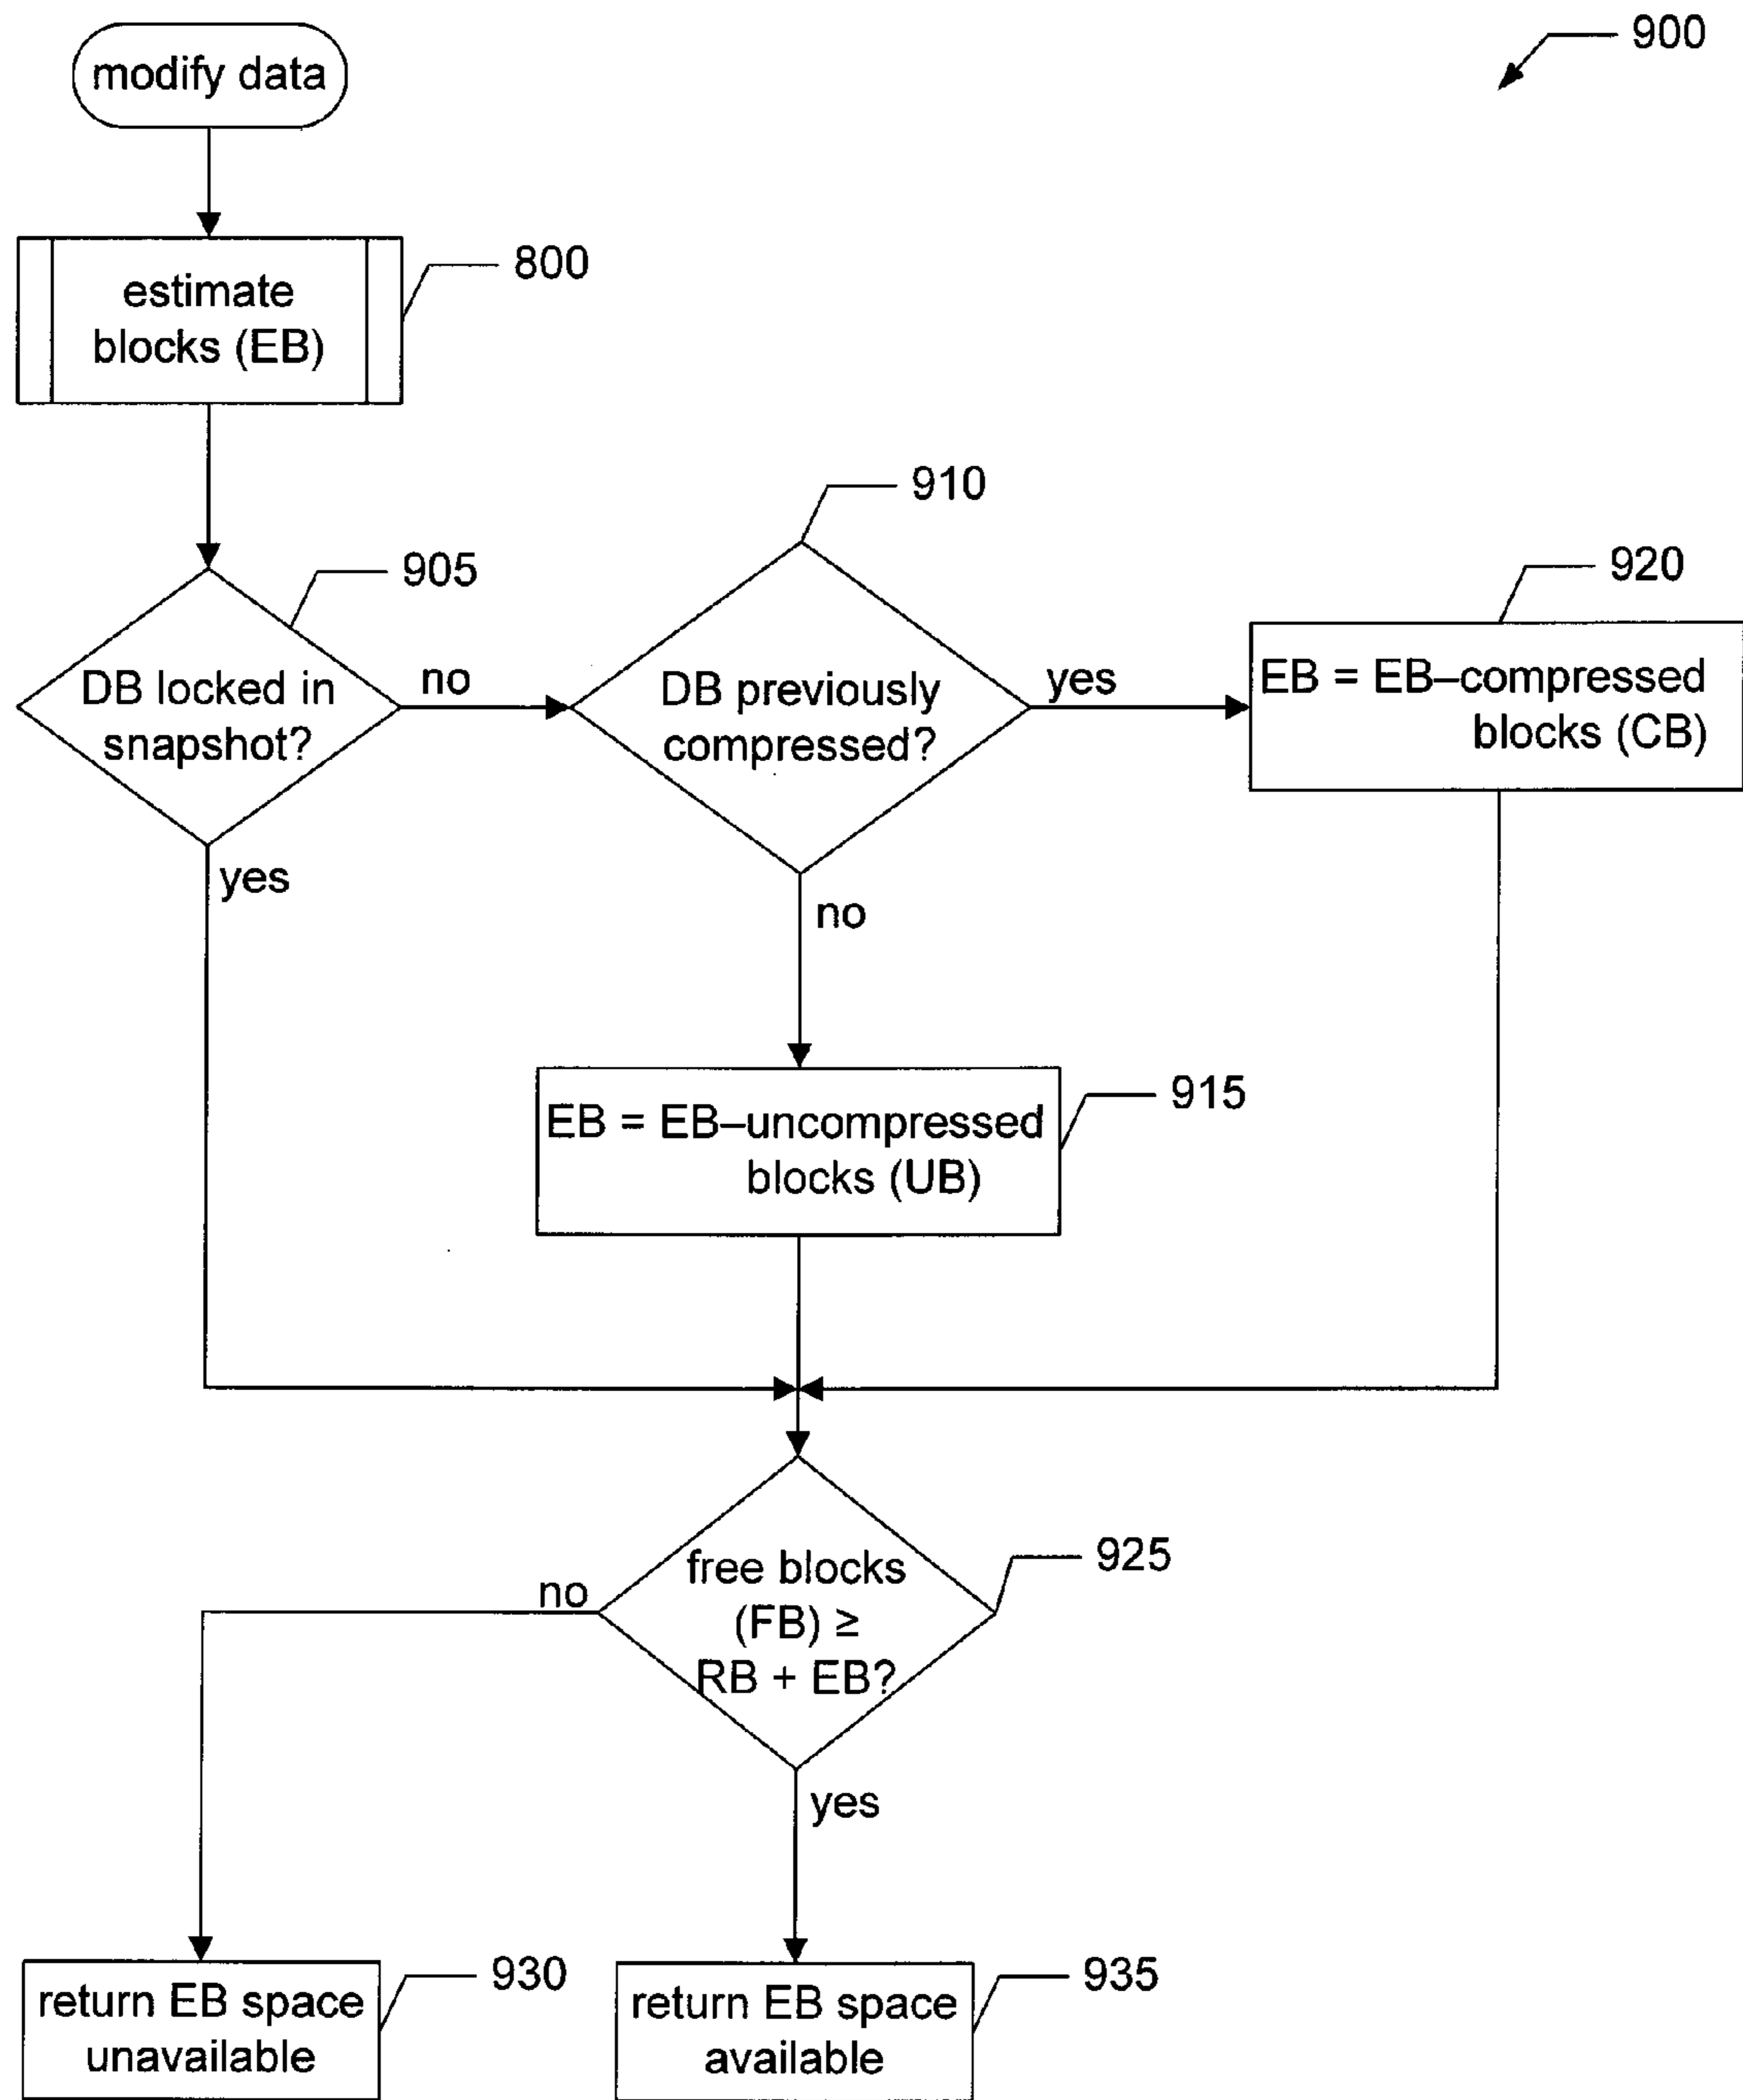 modify data
900
estimate
blocks (EB)
800
905
DB locked in
snapshot?
no
yes
910
DB previously
compressed?
yes
no
920
EB = EB–compressed
blocks (CB)
EB = EB–uncompressed
blocks (UB)
915
free blocks
(FB) ≥
RB + EB?
925
no
yes
return EB space
unavailable
930
return EB space
available
935